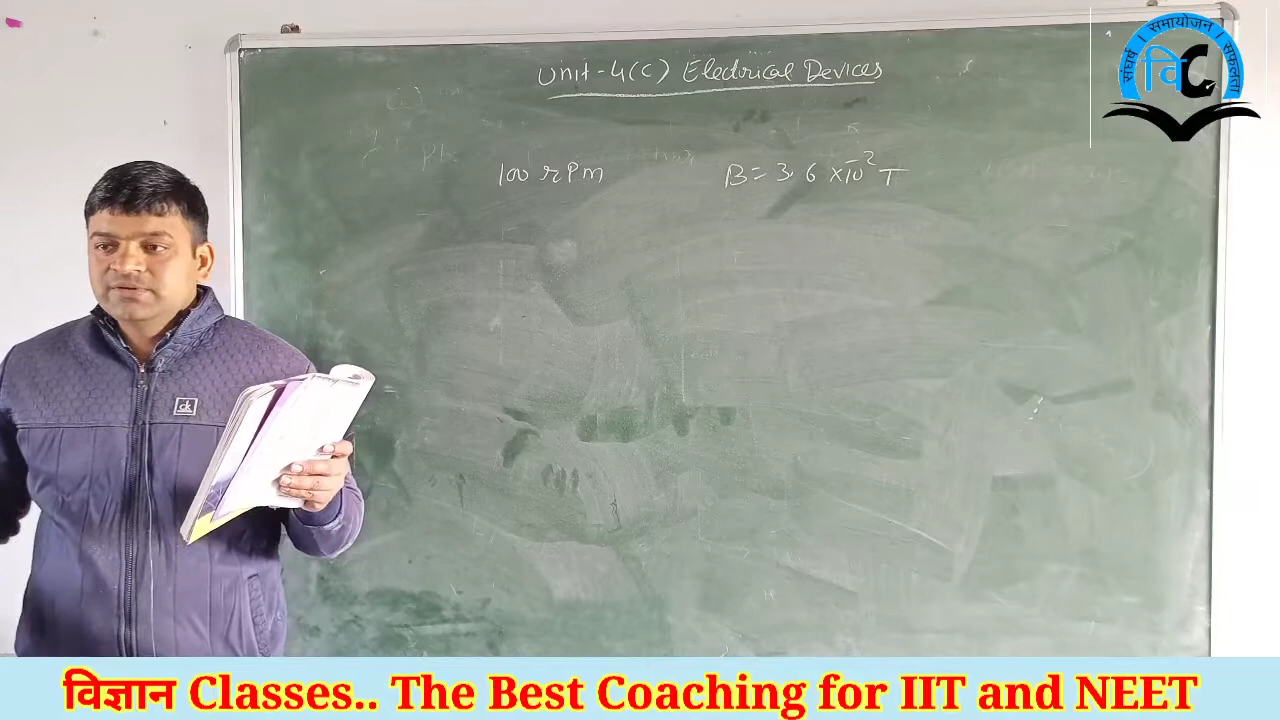 Unit-4(C) Electrical Devices
100 rpm B = 3.6 × 10⁻² T
संघर्ष । समायोजन । सफलता
वि C
ck
विज्ञान Classes.. The Best Coaching for IIT and NEET